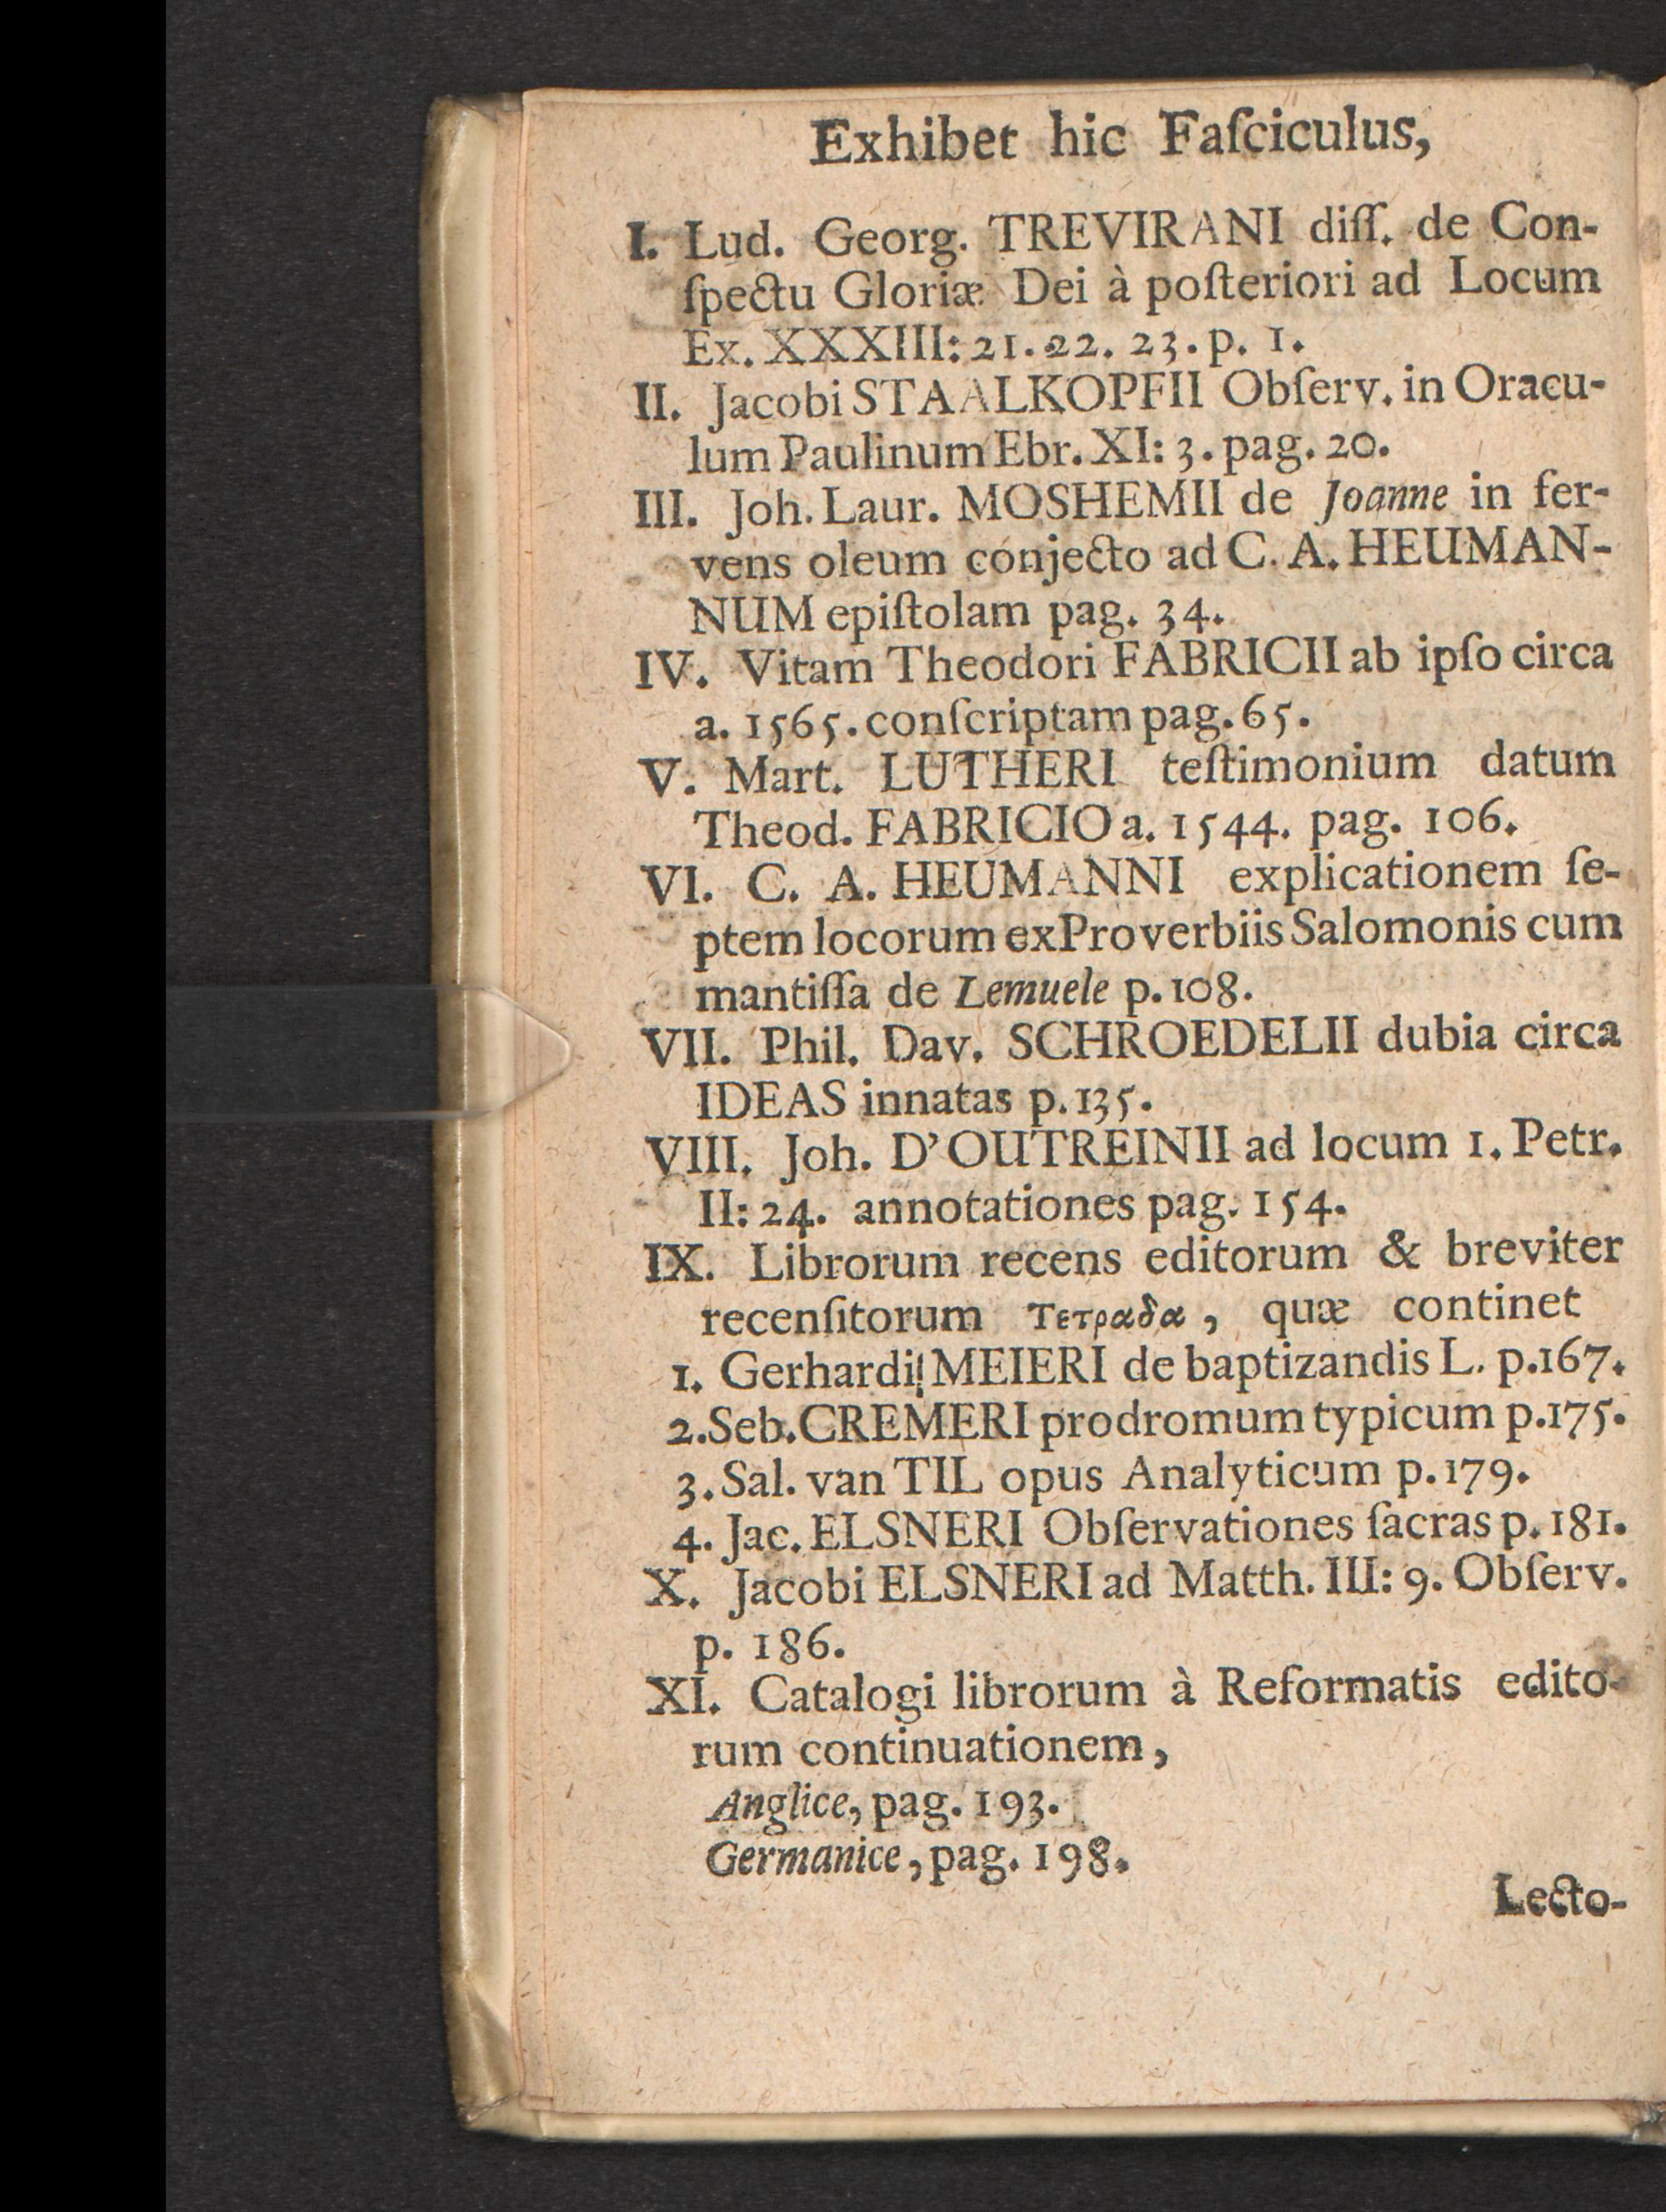 Exhibet hic Faſciculus,
I. Lud. Georg. TREVIRANI diſſ. de Con-
ſpectu Gloriæ Dei à poſteriori ad Locum
Ex. XXXIII: 21. 22. 23. p. 1.
II. Jacobi STAALKOPFII Obſerv. in Oracu-
lum Paulinum Ebr. XI: 3. pag. 20.
III. Joh. Laur. MOSHEMII de Joanne in fer-
vens oleum conjecto ad C. A. HEUMAN-
NUM epiſtolam pag. 34.
IV. Vitam Theodori FABRICII ab ipſo circa
a. 1565. conſcriptam pag. 65.
V. Mart. LUTHERI teſtimonium datum
Theod. FABRICIO a. 1544. pag. 106.
VI. C. A. HEUMANNI explicationem ſe-
ptem locorum ex Proverbiis Salomonis cum
mantiſſa de Lemuele p. 108.
VII. Phil. Dav. SCHROEDELII dubia circa
IDEAS innatas p. 135.
VIII. Joh. D'OUTREINII ad locum 1. Petr.
II: 24. annotationes pag. 154.
IX. Librorum recens editorum & breviter
recenſitorum Τετραδα, quæ continet
1. Gerhardi! MEIERI de baptizandis L. p. 167.
2. Seb. CREMERI prodromum typicum p. 175.
3. Sal. van TIL opus Analyticum p. 179.
4. Jac. ELSNERI Obſervationes ſacras p. 181.
X. Jacobi ELSNERI ad Matth. III: 9. Obſerv.
p. 186.
XI. Catalogi librorum à Reformatis edito-
rum continuationem,
Anglice, pag. 193.
Germanice, pag. 198.
Lecto-